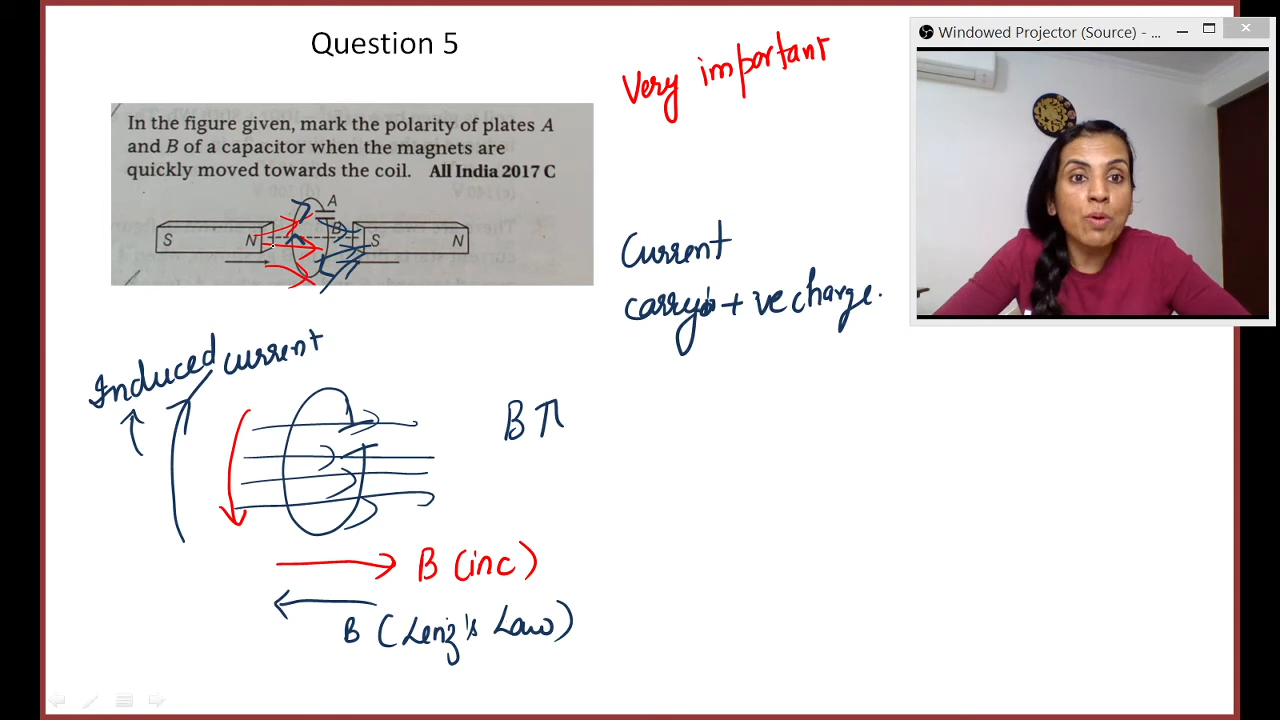 Question 5
Very important
Windowed Projector (Source) - ...
In the figure given, mark the polarity of plates A
and B of a capacitor when the magnets are
quickly moved towards the coil. All India 2017 C
A
B
S N S N
Current
carry + ve charge.
Induced current
B
B (inc)
B (Lenz's Law)